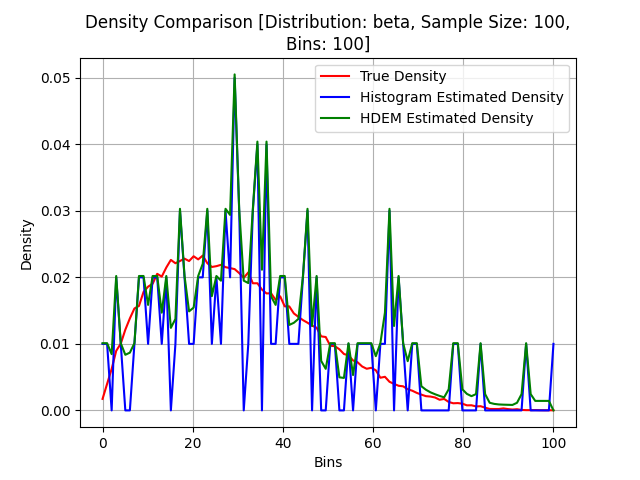 Density Comparison [Distribution: beta, Sample Size: 100,
Bins: 100]
True Density
Histogram Estimated Density
HDEM Estimated Density
Density
0.05
0.04
0.03
0.02
0.01
0.00
0 20 40 60 80 100
Bins